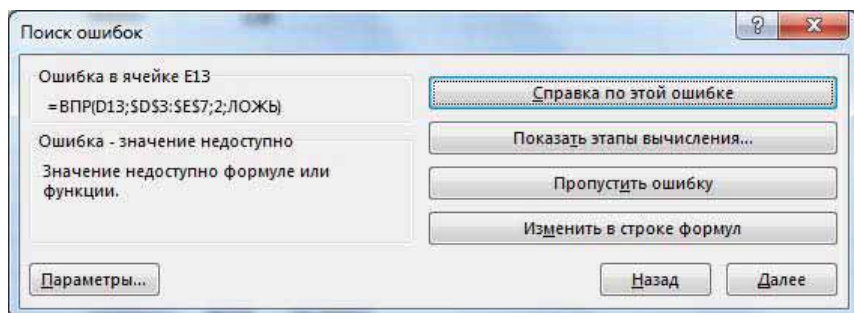 Поиск ошибок
Ошибка в ячейке E13
=ВПР(D13;$D$3:$E$7;2;ЛОЖЬ)
Ошибка - значение недоступно
Значение недоступно формуле или
функции.
Справка по этой ошибке
Показать этапы вычисления...
Пропустить ошибку
Изменить в строке формул
Параметры...
Назад
Далее